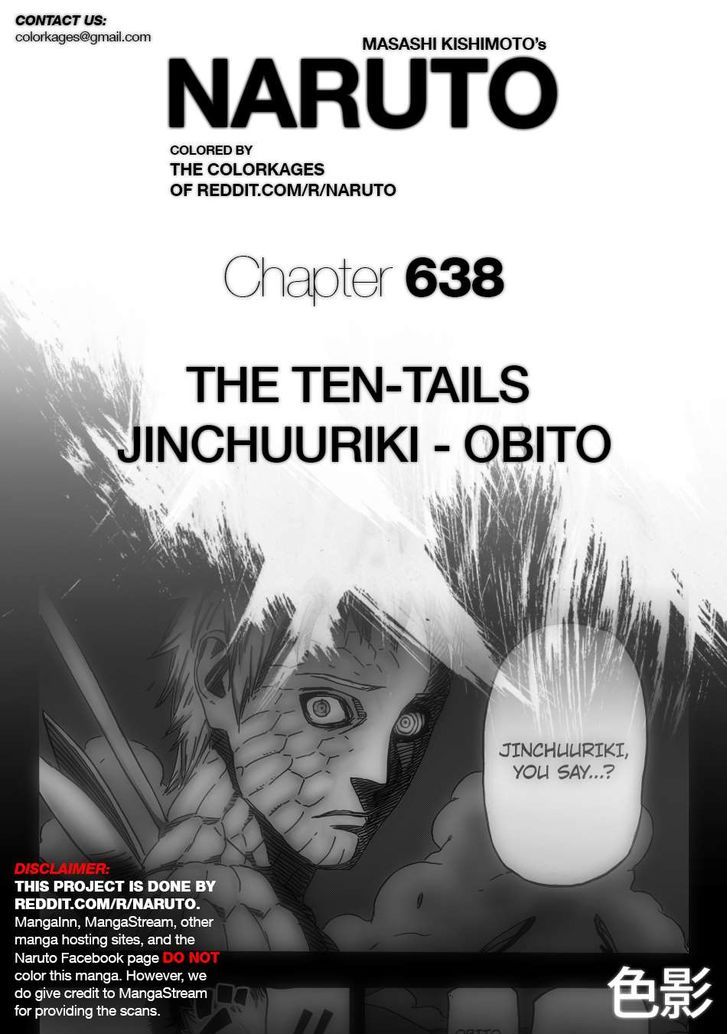 CONTACT US:
colorkages@gmail.com
MASASHI KISHIMOTO's
NARUTO
COLORED BY
THE COLORKAGES
OF REDDIT.COM/R/NARUTO
Chapter 638
THE TEN-TAILS
JINCHUURIKI - OBITO
JINCHUURIKI,
YOU SAY...?
DISCLAIMER:
THIS PROJECT IS DONE BY
REDDIT.COM/R/NARUTO.
MangaInn, MangaStream, other
manga hosting sites, and the
Naruto Facebook page DO NOT
color this manga. However, we
do give credit to MangaStream
for providing the scans.
色影
OBITO